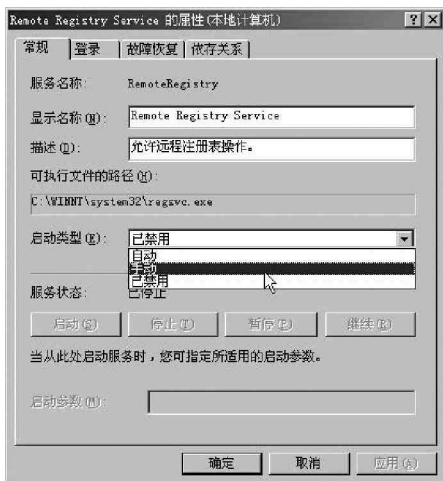 Remote Registry Service 的属性(本地计算机)
常规 登录 故障恢复 依存关系
服务名称: RemoteRegistry
显示名称(N): Remote Registry Service
描述(D): 允许远程注册表操作。
可执行文件的路径(H):
C:\WINNT\system32\regsvc.exe
启动类型(E): 已禁用
自动
手动
已禁用
服务状态: 已停止
启动(S) 停止(T) 暂停(P) 继续(R)
当从此处启动服务时，您可指定所适用的启动参数。
启动参数(M):
确定 取消 应用(A)